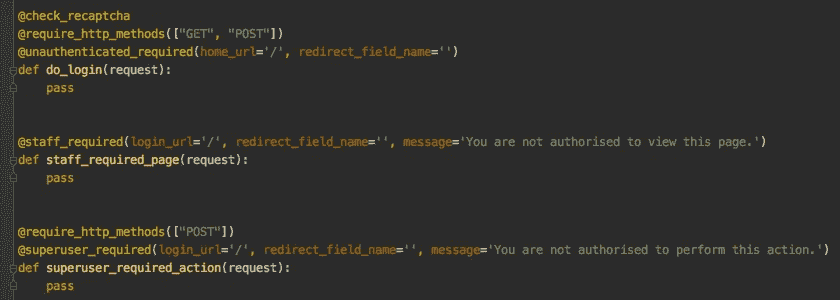 @check_recaptcha
@require_http_methods(["GET", "POST"])
@unauthenticated_required(home_url='/', redirect_field_name='')
def do_login(request):
    pass
@staff_required(login_url='/', redirect_field_name='', message='You are not authorised to view this page.')
def staff_required_page(request):
    pass
@require_http_methods(["POST"])
@superuser_required(login_url='/', redirect_field_name='', message='You are not authorised to perform this action.')
def superuser_required_action(request):
    pass